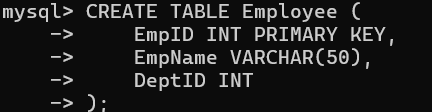 mysql> CREATE TABLE Employee (
    ->     EmpID INT PRIMARY KEY,
    ->     EmpName VARCHAR(50),
    ->     DeptID INT
    -> );